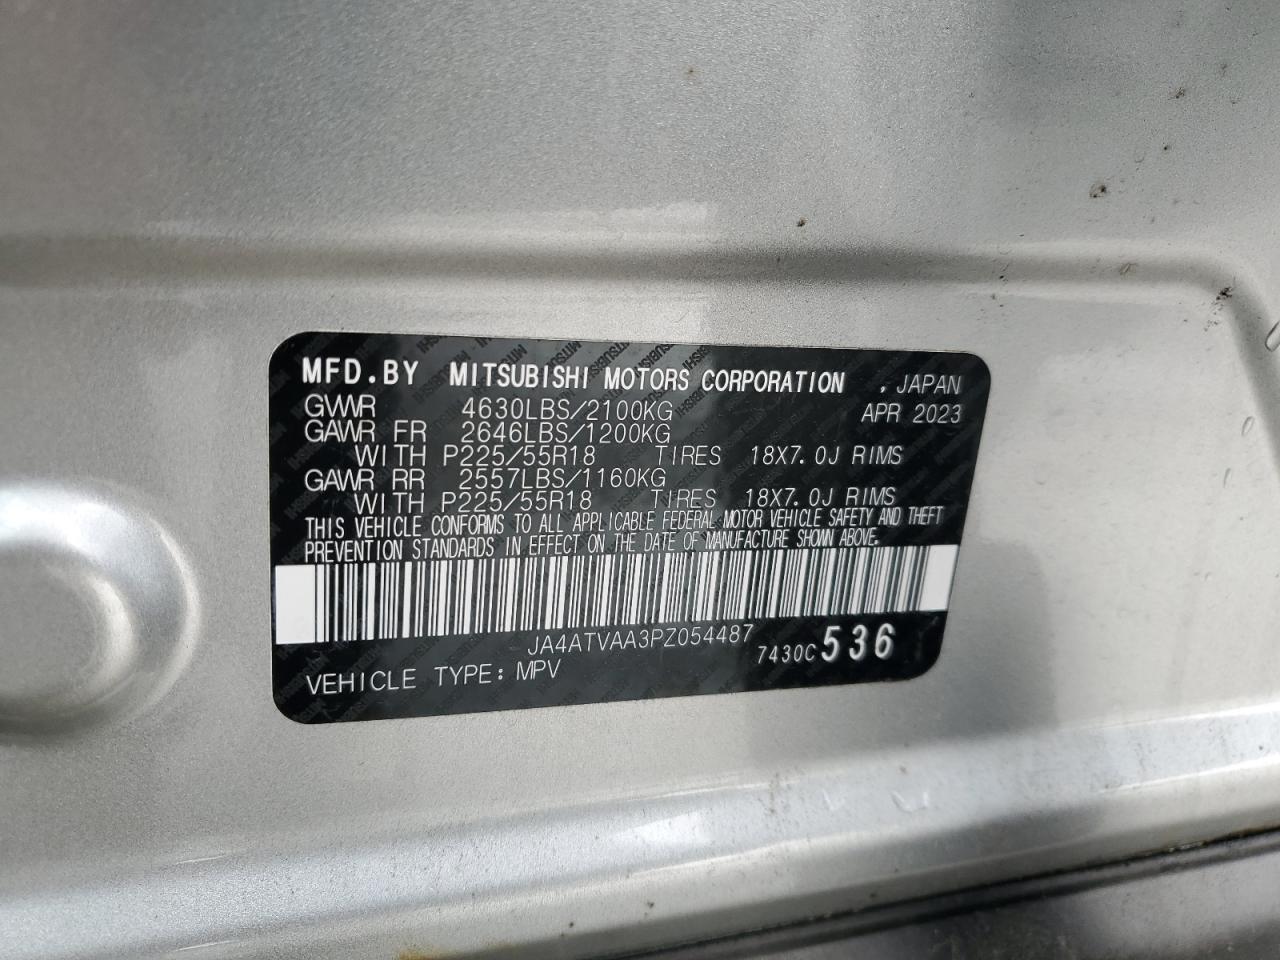 MFD.BY MITSUBISHI MOTORS CORPORATION , JAPAN
GVWR 4630LBS/2100KG APR 2023
GAWR FR 2646LBS/1200KG
WITH P225/55R18 TIRES 18X7.0J RIMS
GAWR RR 2557LBS/1160KG
WITH P225/55R18 TIRES 18X7.0J RIMS
THIS VEHICLE CONFORMS TO ALL APPLICABLE FEDERAL MOTOR VEHICLE SAFETY AND THEFT
PREVENTION STANDARDS IN EFFECT ON THE DATE OF MANUFACTURE SHOWN ABOVE.
JA4ATVAA3PZ054487
7430C 536
VEHICLE TYPE: MPV